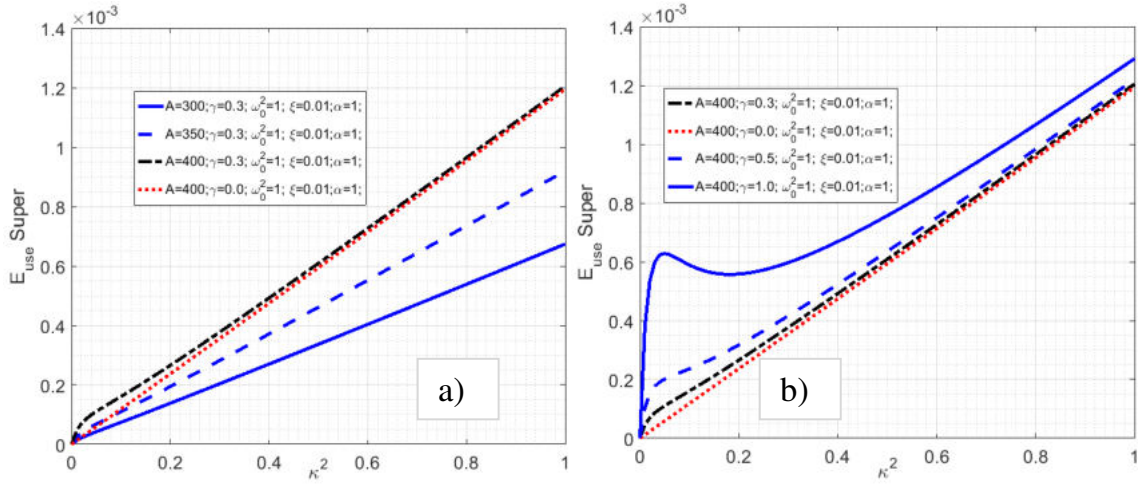 ×10⁻³
1.4
1.2
1
0.8
0.6
0.4
0.2
0
E_use Super
A=300;γ=0.3; ω₀²=1; ξ=0.01;α=1;
A=350;γ=0.3; ω₀²=1; ξ=0.01;α=1;
A=400;γ=0.3; ω₀²=1; ξ=0.01;α=1;
A=400;γ=0.0; ω₀²=1; ξ=0.01;α=1;
a)
0 0.2 0.4 0.6 0.8 1
κ²
×10⁻³
1.4
1.2
1
0.8
0.6
0.4
0.2
0
E_use Super
A=400;γ=0.3; ω₀²=1; ξ=0.01;α=1;
A=400;γ=0.0; ω₀²=1; ξ=0.01;α=1;
A=400;γ=0.5; ω₀²=1; ξ=0.01;α=1;
A=400;γ=1.0; ω₀²=1; ξ=0.01;α=1;
b)
0 0.2 0.4 0.6 0.8 1
κ²